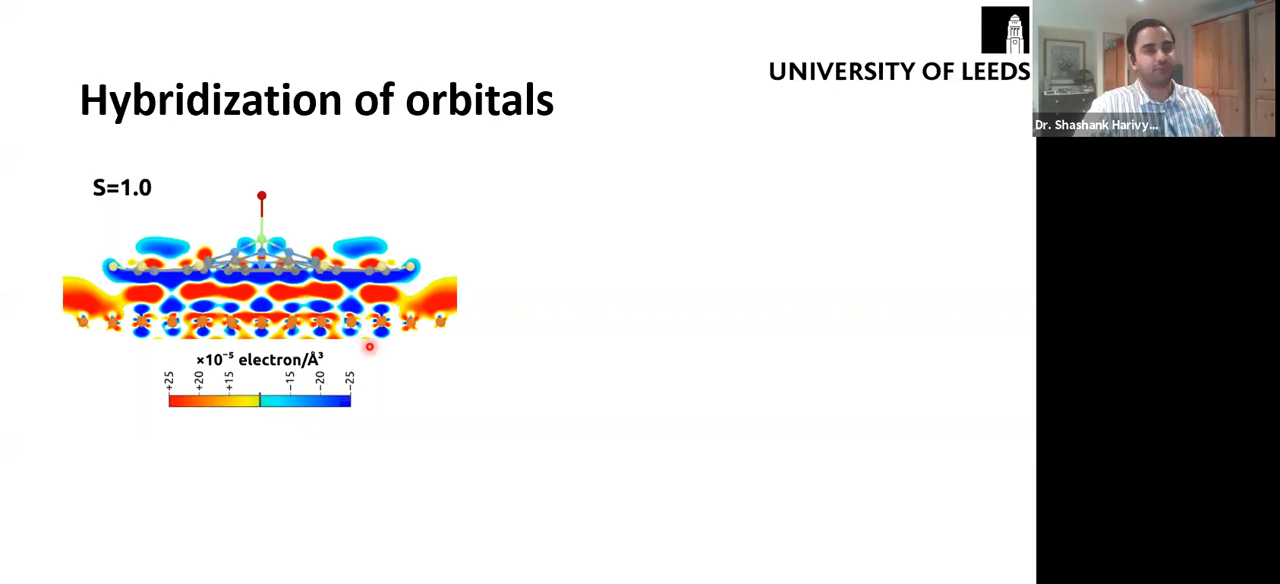 UNIVERSITY OF LEEDS
Hybridization of orbitals
Dr. Shashank Harivy...
S=1.0
×10⁻⁵ electron/Å³
+25 +20 +15 −15 −20 −25